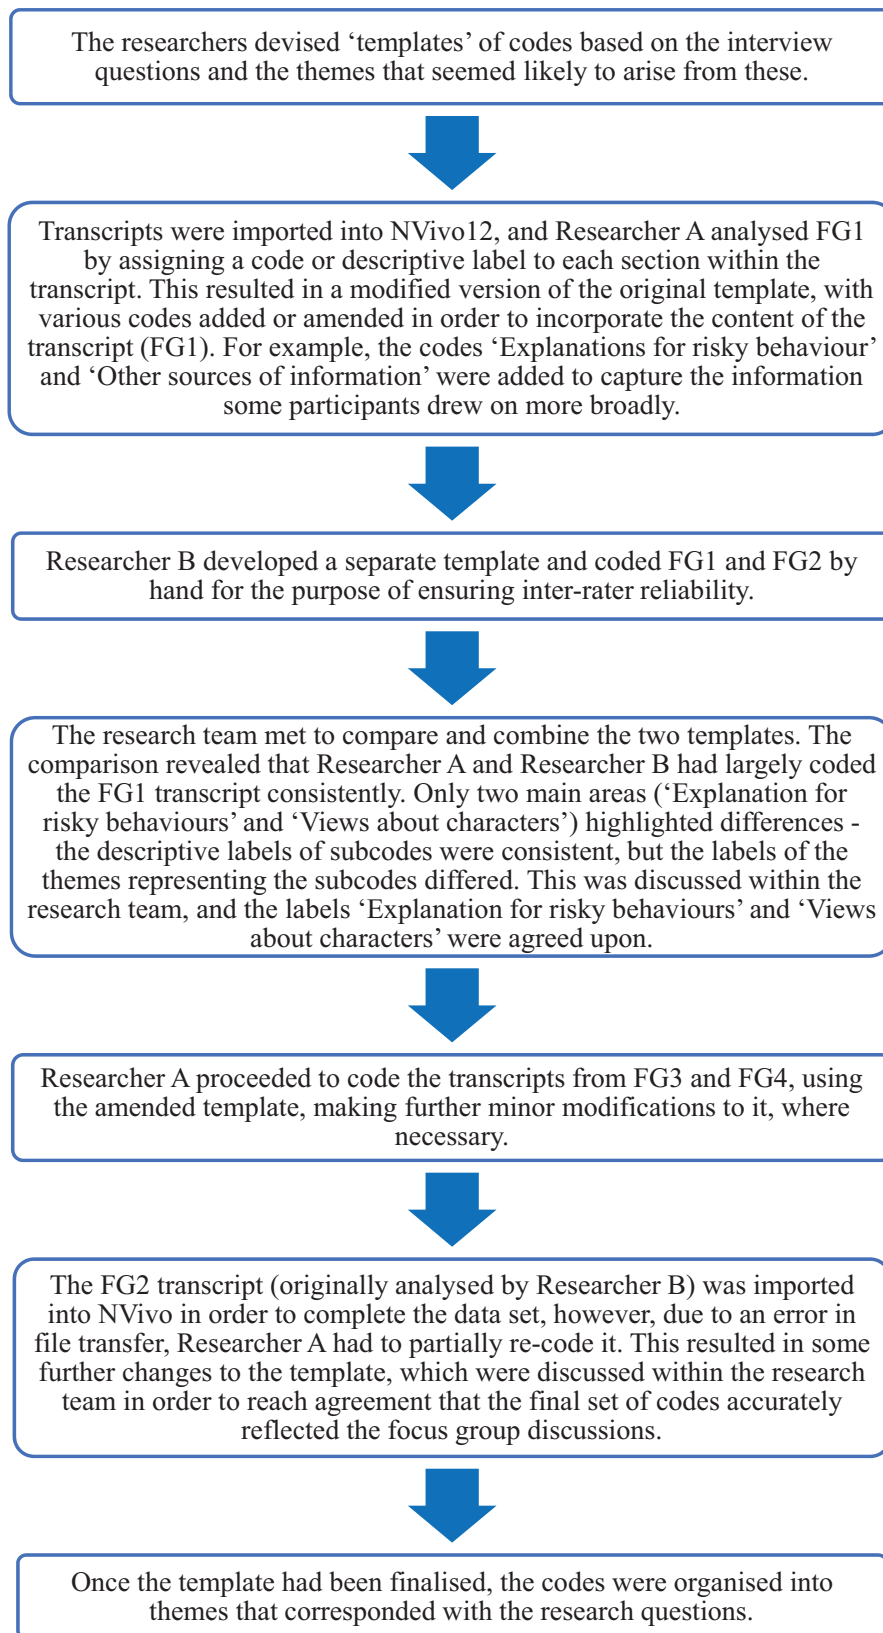 The researchers devised ‘templates’ of codes based on the interview
questions and the themes that seemed likely to arise from these.
Transcripts were imported into NVivo12, and Researcher A analysed FG1
by assigning a code or descriptive label to each section within the
transcript. This resulted in a modified version of the original template, with
various codes added or amended in order to incorporate the content of the
transcript (FG1). For example, the codes ‘Explanations for risky behaviour’
and ‘Other sources of information’ were added to capture the information
some participants drew on more broadly.
Researcher B developed a separate template and coded FG1 and FG2 by
hand for the purpose of ensuring inter-rater reliability.
The research team met to compare and combine the two templates. The
comparison revealed that Researcher A and Researcher B had largely coded
the FG1 transcript consistently. Only two main areas (‘Explanation for
risky behaviours’ and ‘Views about characters’) highlighted differences -
the descriptive labels of subcodes were consistent, but the labels of the
themes representing the subcodes differed. This was discussed within the
research team, and the labels ‘Explanation for risky behaviours’ and ‘Views
about characters’ were agreed upon.
Researcher A proceeded to code the transcripts from FG3 and FG4, using
the amended template, making further minor modifications to it, where
necessary.
The FG2 transcript (originally analysed by Researcher B) was imported
into NVivo in order to complete the data set, however, due to an error in
file transfer, Researcher A had to partially re-code it. This resulted in some
further changes to the template, which were discussed within the research
team in order to reach agreement that the final set of codes accurately
reflected the focus group discussions.
Once the template had been finalised, the codes were organised into
themes that corresponded with the research questions.